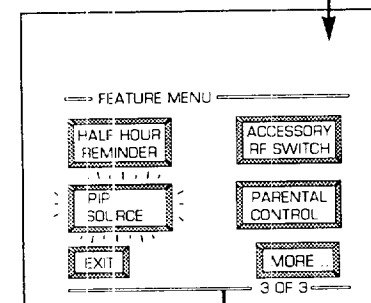 FEATURE MENU
HALF HOUR
REMINDER
ACCESSORY
RF SWITCH
PIP
SOURCE
PARENTAL
CONTROL
EXIT
MORE...
3 OF 3